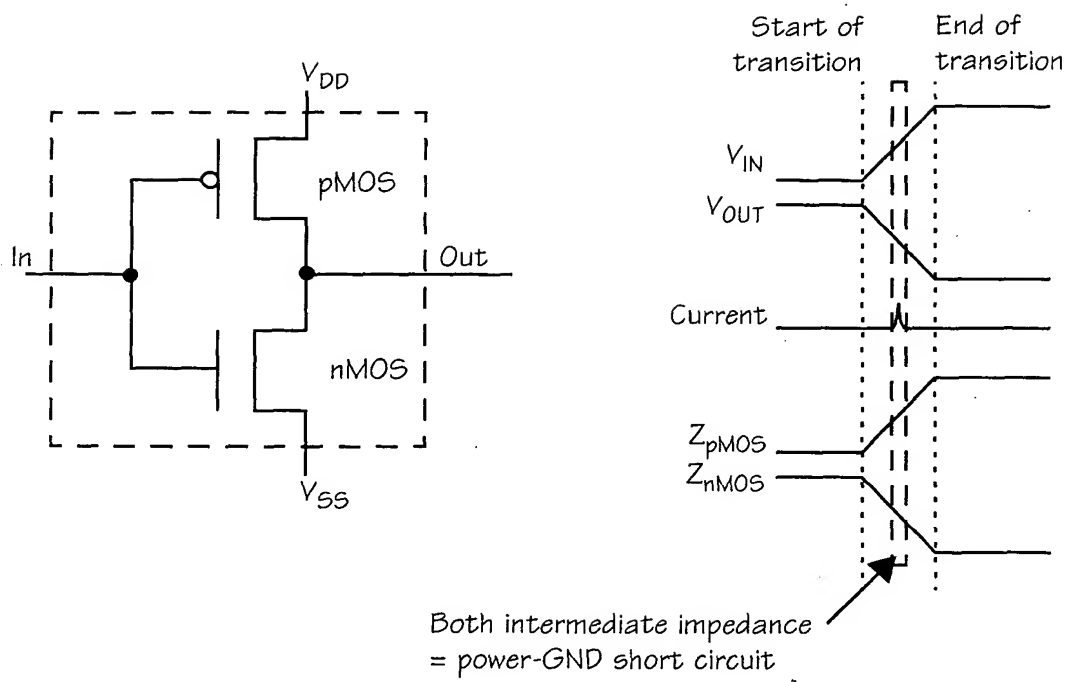 V_DD
pMOS
In
Out
nMOS
V_SS
Start of
transition
End of
transition
V_IN
V_OUT
Current
Z_pMOS
Z_nMOS
Both intermediate impedance
= power-GND short circuit